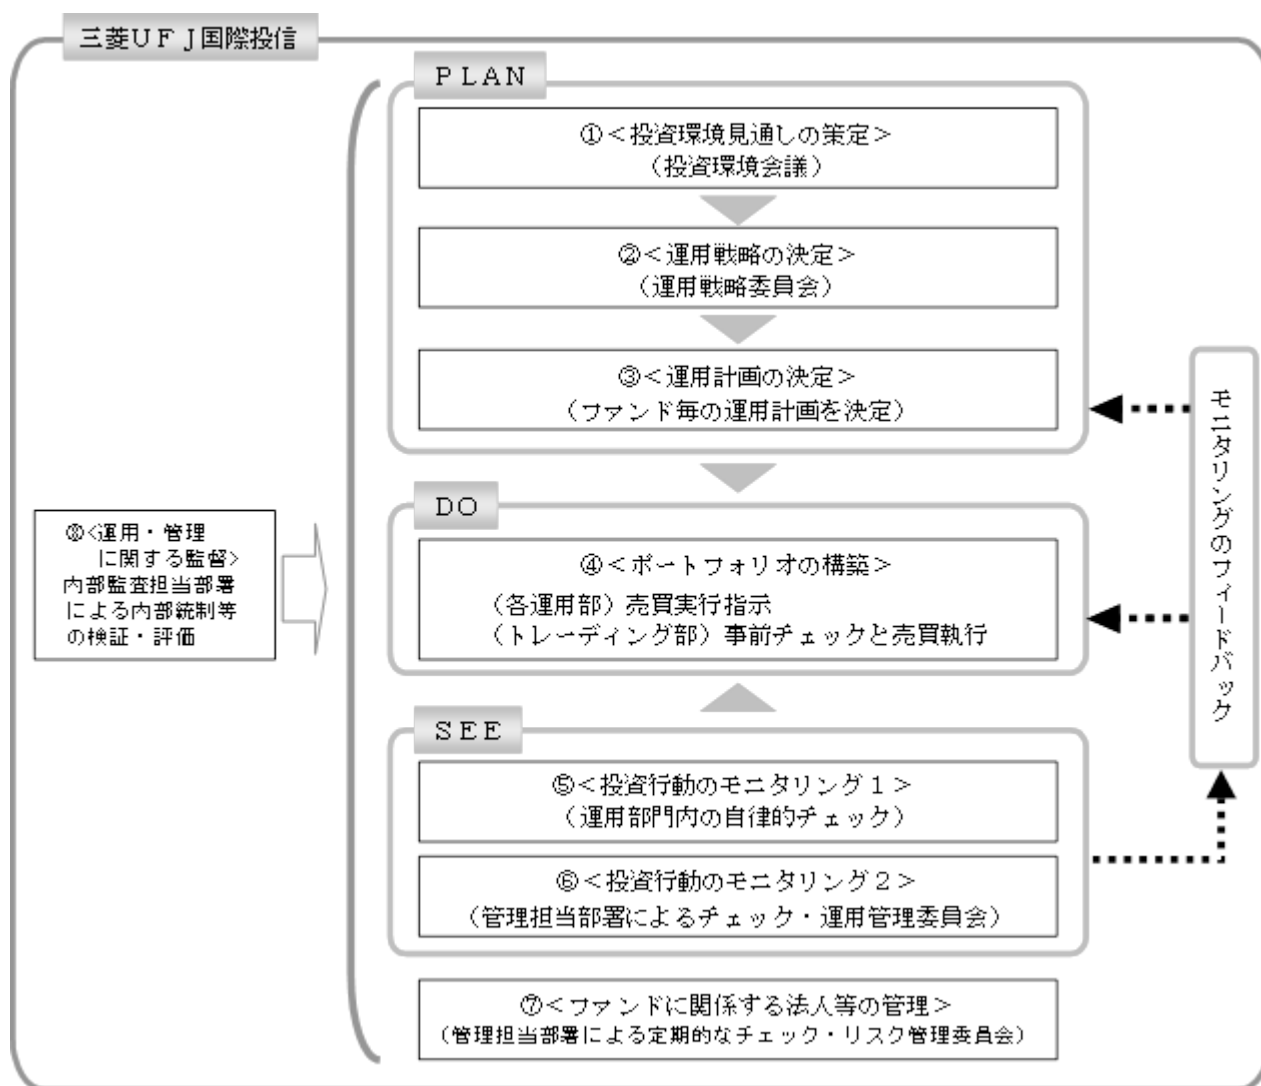 三菱ＵＦＪ国際投信
ＰＬＡＮ
①＜投資環境見通しの策定＞
（投資環境会議）
②＜運用戦略の決定＞
（運用戦略委員会）
③＜運用計画の決定＞
（ファンド毎の運用計画を決定）
ＤＯ
④＜ポートフォリオの構築＞
（各運用部）売買実行指示
（トレーディング部）事前チェックと売買執行
ＳＥＥ
⑤＜投資行動のモニタリング１＞
（運用部門内の自律的チェック）
⑥＜投資行動のモニタリング２＞
（管理担当部署によるチェック・運用管理委員会）
⑦＜ファンドに関係する法人等の管理＞
（管理担当部署による定期的なチェック・リスク管理委員会）
⑧<運用・管理
に関する監督>
内部監査担当部署
による内部統制等
の検証・評価
モニタリングのフィードバック